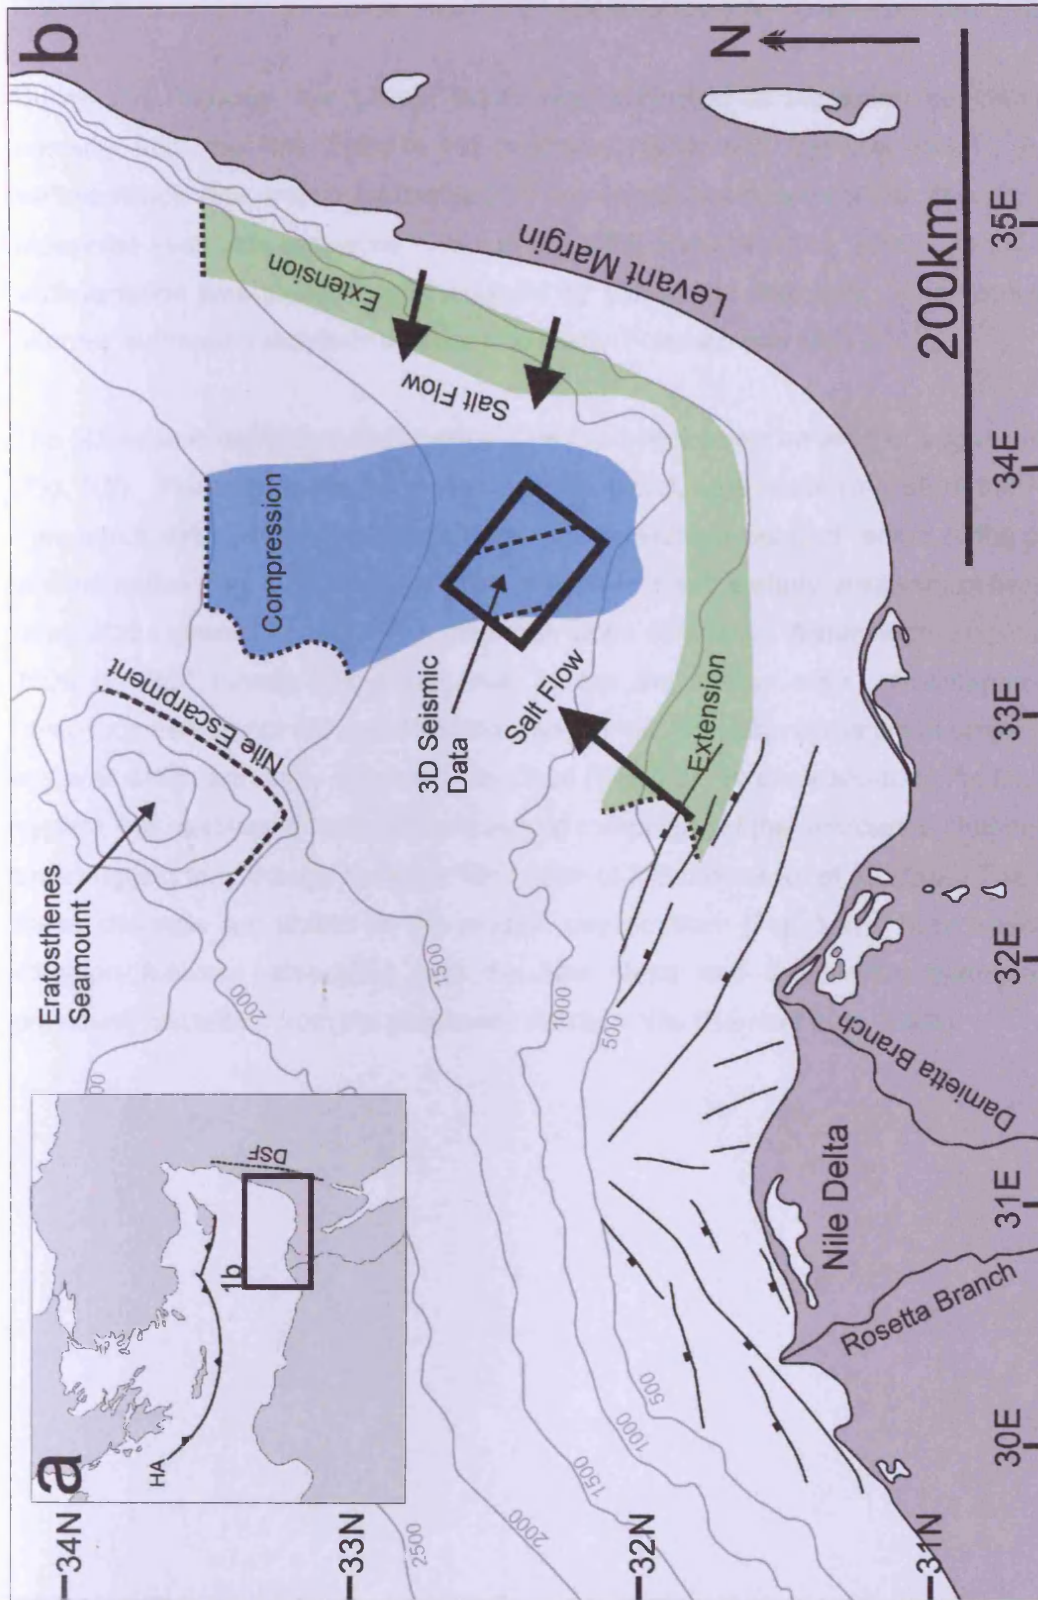 a
HA
DSF
1b
b
34N
33N
32N
31N
30E
31E
32E
33E
34E
35E
Eratosthenes
Seamount
Nile Escarpment
Compression
Extension
Salt Flow
Levant Margin
3D Seismic
Data
Salt Flow
Extension
2000
1500
1000
500
2500
2000
1500
1000
500
Nile Delta
Rosetta Branch
Damietta Branch
N
200km